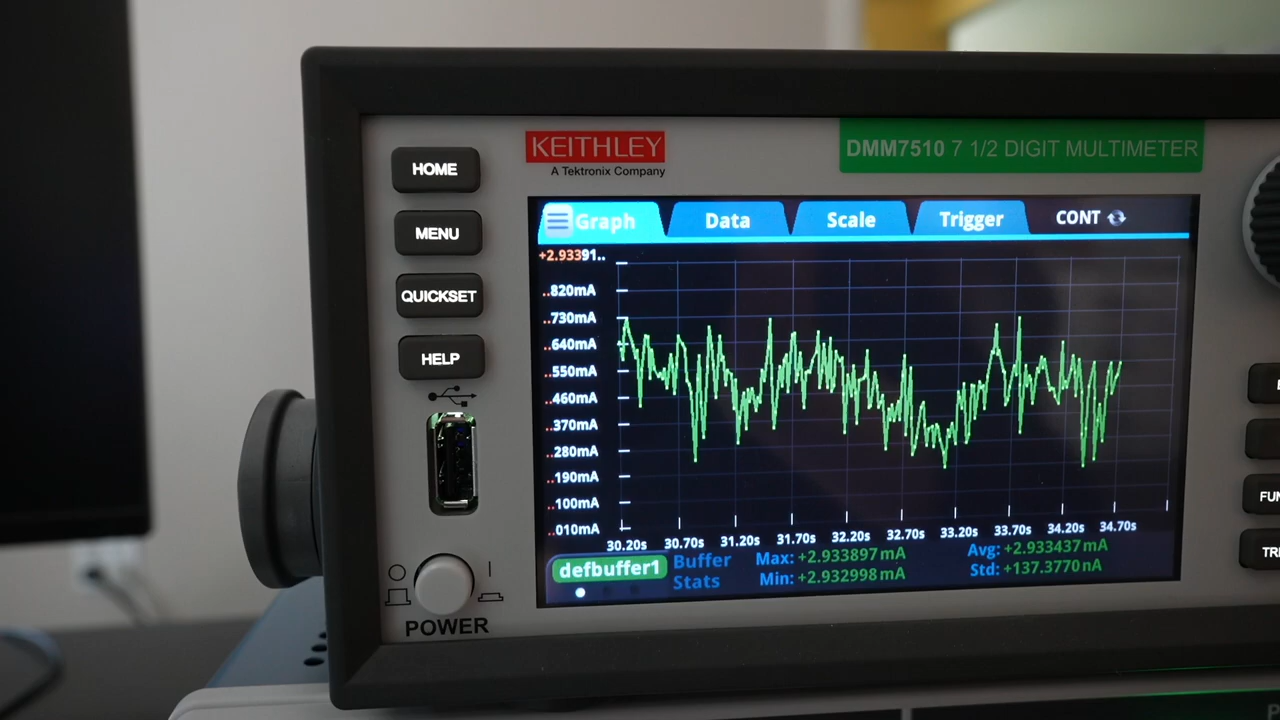 KEITHLEY
A Tektronix Company
DMM7510 7 1/2 DIGIT MULTIMETER
HOME
MENU
QUICKSET
HELP
POWER
Graph
Data
Scale
Trigger
CONT
+2.93391..
..820mA
..730mA
..640mA
..550mA
..460mA
..370mA
..280mA
..190mA
..100mA
..010mA
30.20s 30.70s 31.20s 31.70s 32.20s 32.70s 33.20s 33.70s 34.20s 34.70s
defbuffer1
Buffer Stats
Max: +2.933897 mA
Min: +2.932998 mA
Avg: +2.933437 mA
Std: +137.3770 nA
FUN
TRI